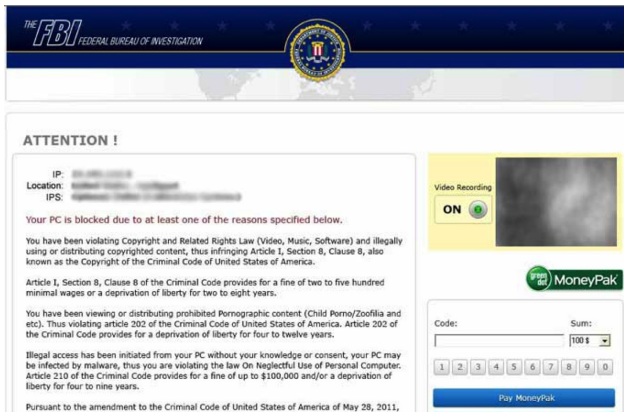 THE FBI FEDERAL BUREAU OF INVESTIGATION
ATTENTION !
IP:
Location:
IPS:
Your PC is blocked due to at least one of the reasons specified below.
You have been violating Copyright and Related Rights Law (Video, Music, Software) and illegally
using or distributing copyrighted content, thus infringing Article I, Section 8, Clause 8, also
known as the Copyright of the Criminal Code of United States of America.
Article I, Section 8, Clause 8 of the Criminal Code provides for a fine of two to five hundred
minimal wages or a deprivation of liberty for two to eight years.
You have been viewing or distributing prohibited Pornographic content (Child Porno/Zoofilia and
etc). Thus violating article 202 of the Criminal Code of United States of America. Article 202 of
the Criminal Code provides for a deprivation of liberty for four to twelve years.
Illegal access has been initiated from your PC without your knowledge or consent, your PC may
be infected by malware, thus you are violating the law On Neglectful Use of Personal Computer.
Article 210 of the Criminal Code provides for a fine of up to $100,000 and/or a deprivation of
liberty for four to nine years.
Pursuant to the amendment to the Criminal Code of United States of America of May 28, 2011,
Video Recording
ON
green dot MoneyPak
Code: Sum:
100 $
1 2 3 4 5 6 7 8 9 0
Pay MoneyPak